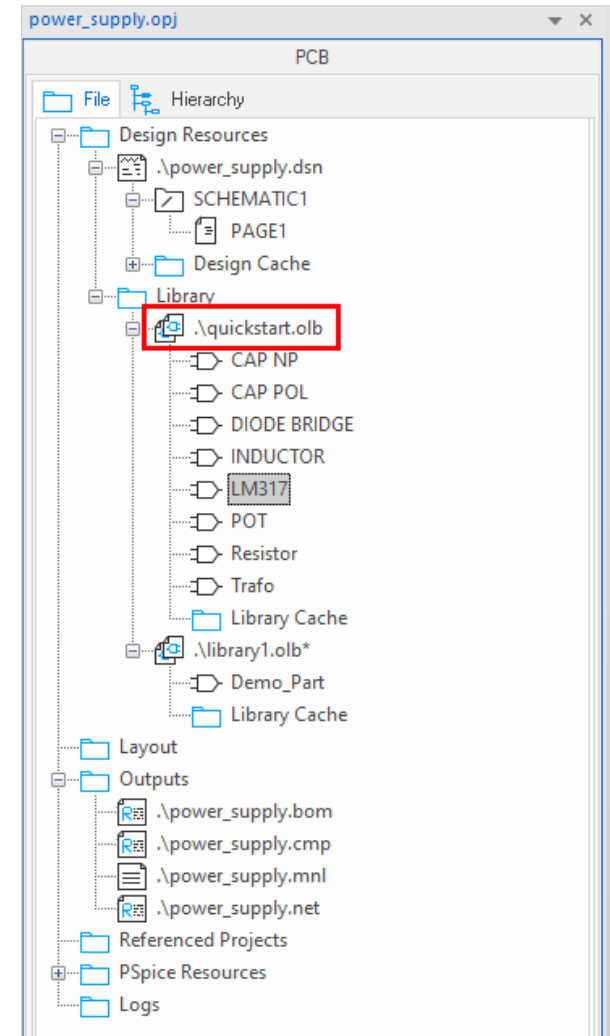 power_supply.opj
PCB
File Hierarchy
Design Resources
.\power_supply.dsn
SCHEMATIC1
PAGE1
Design Cache
Library
.\quickstart.olb
CAP NP
CAP POL
DIODE BRIDGE
INDUCTOR
LM317
POT
Resistor
Trafo
Library Cache
.\library1.olb*
Demo_Part
Library Cache
Layout
Outputs
.\power_supply.bom
.\power_supply.cmp
.\power_supply.mnl
.\power_supply.net
Referenced Projects
PSpice Resources
Logs